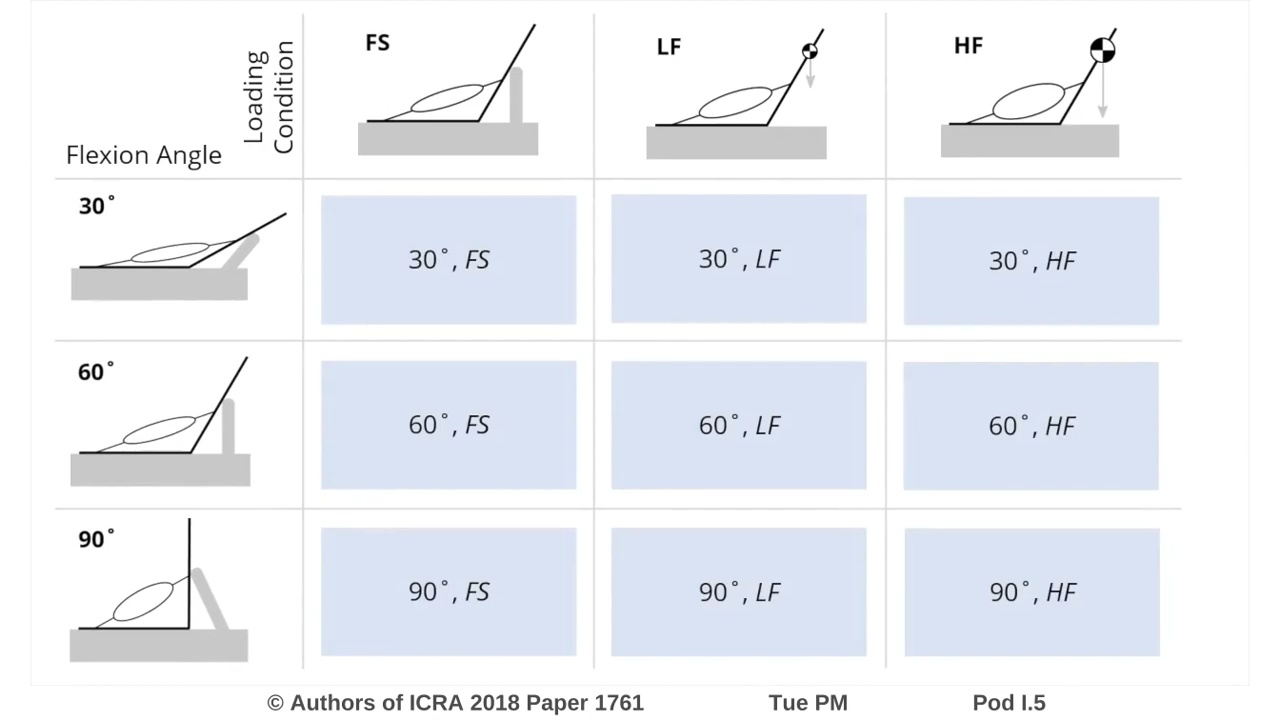 Loading
Condition
Flexion Angle
FS
LF
HF
30°
30°, FS
30°, LF
30°, HF
60°
60°, FS
60°, LF
60°, HF
90°
90°, FS
90°, LF
90°, HF
© Authors of ICRA 2018 Paper 1761 Tue PM Pod I.5